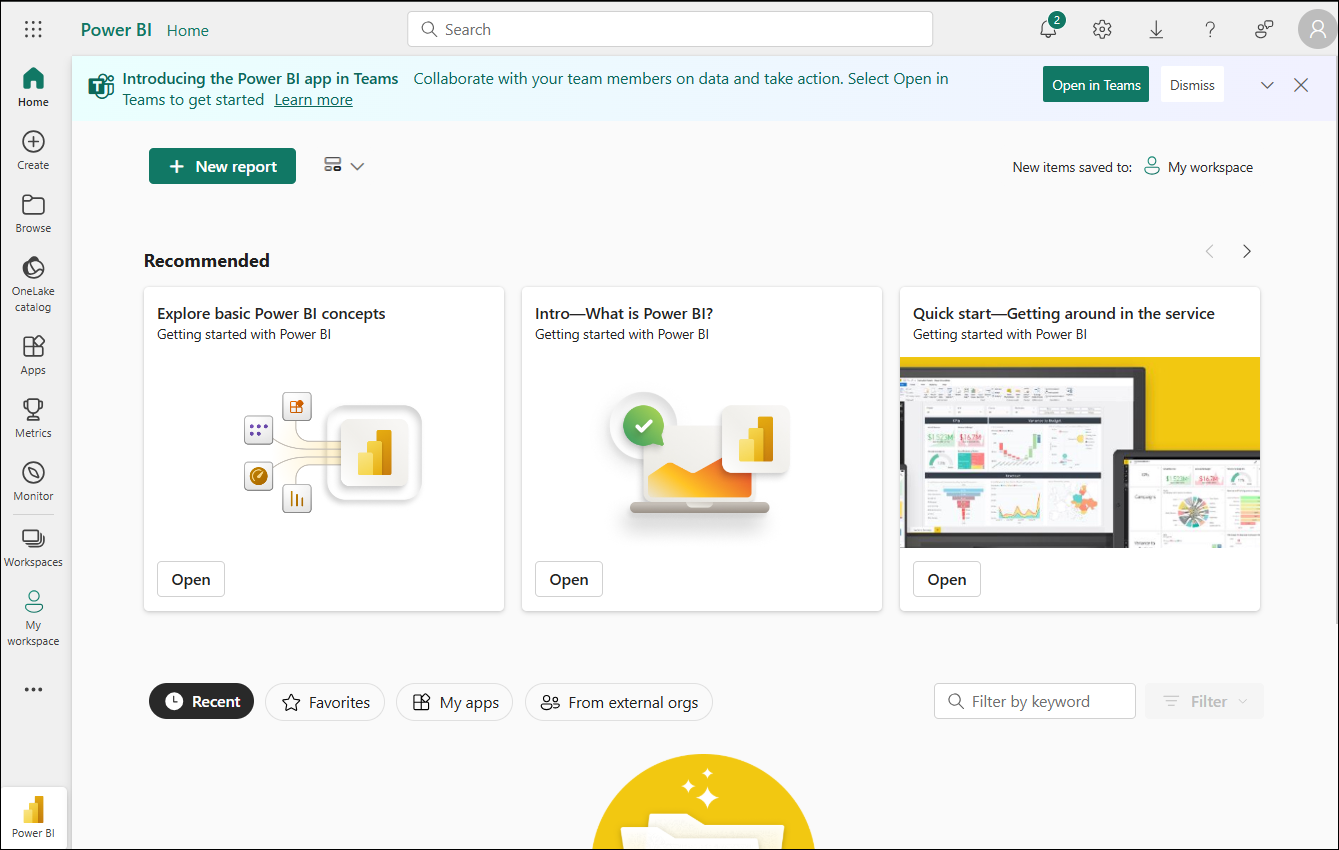 Power BI Home
Search
2
Home
Create
Browse
OneLake
catalog
Apps
Metrics
Monitor
Workspaces
My
workspace
Power BI
Introducing the Power BI app in Teams Collaborate with your team members on data and take action. Select Open in
Teams to get started Learn more
Open in Teams
Dismiss
New report
New items saved to: My workspace
Recommended
Explore basic Power BI concepts
Getting started with Power BI
Open
Intro—What is Power BI?
Getting started with Power BI
Open
Quick start—Getting around in the service
Getting started with Power BI
Open
Recent
Favorites
My apps
From external orgs
Filter by keyword
Filter